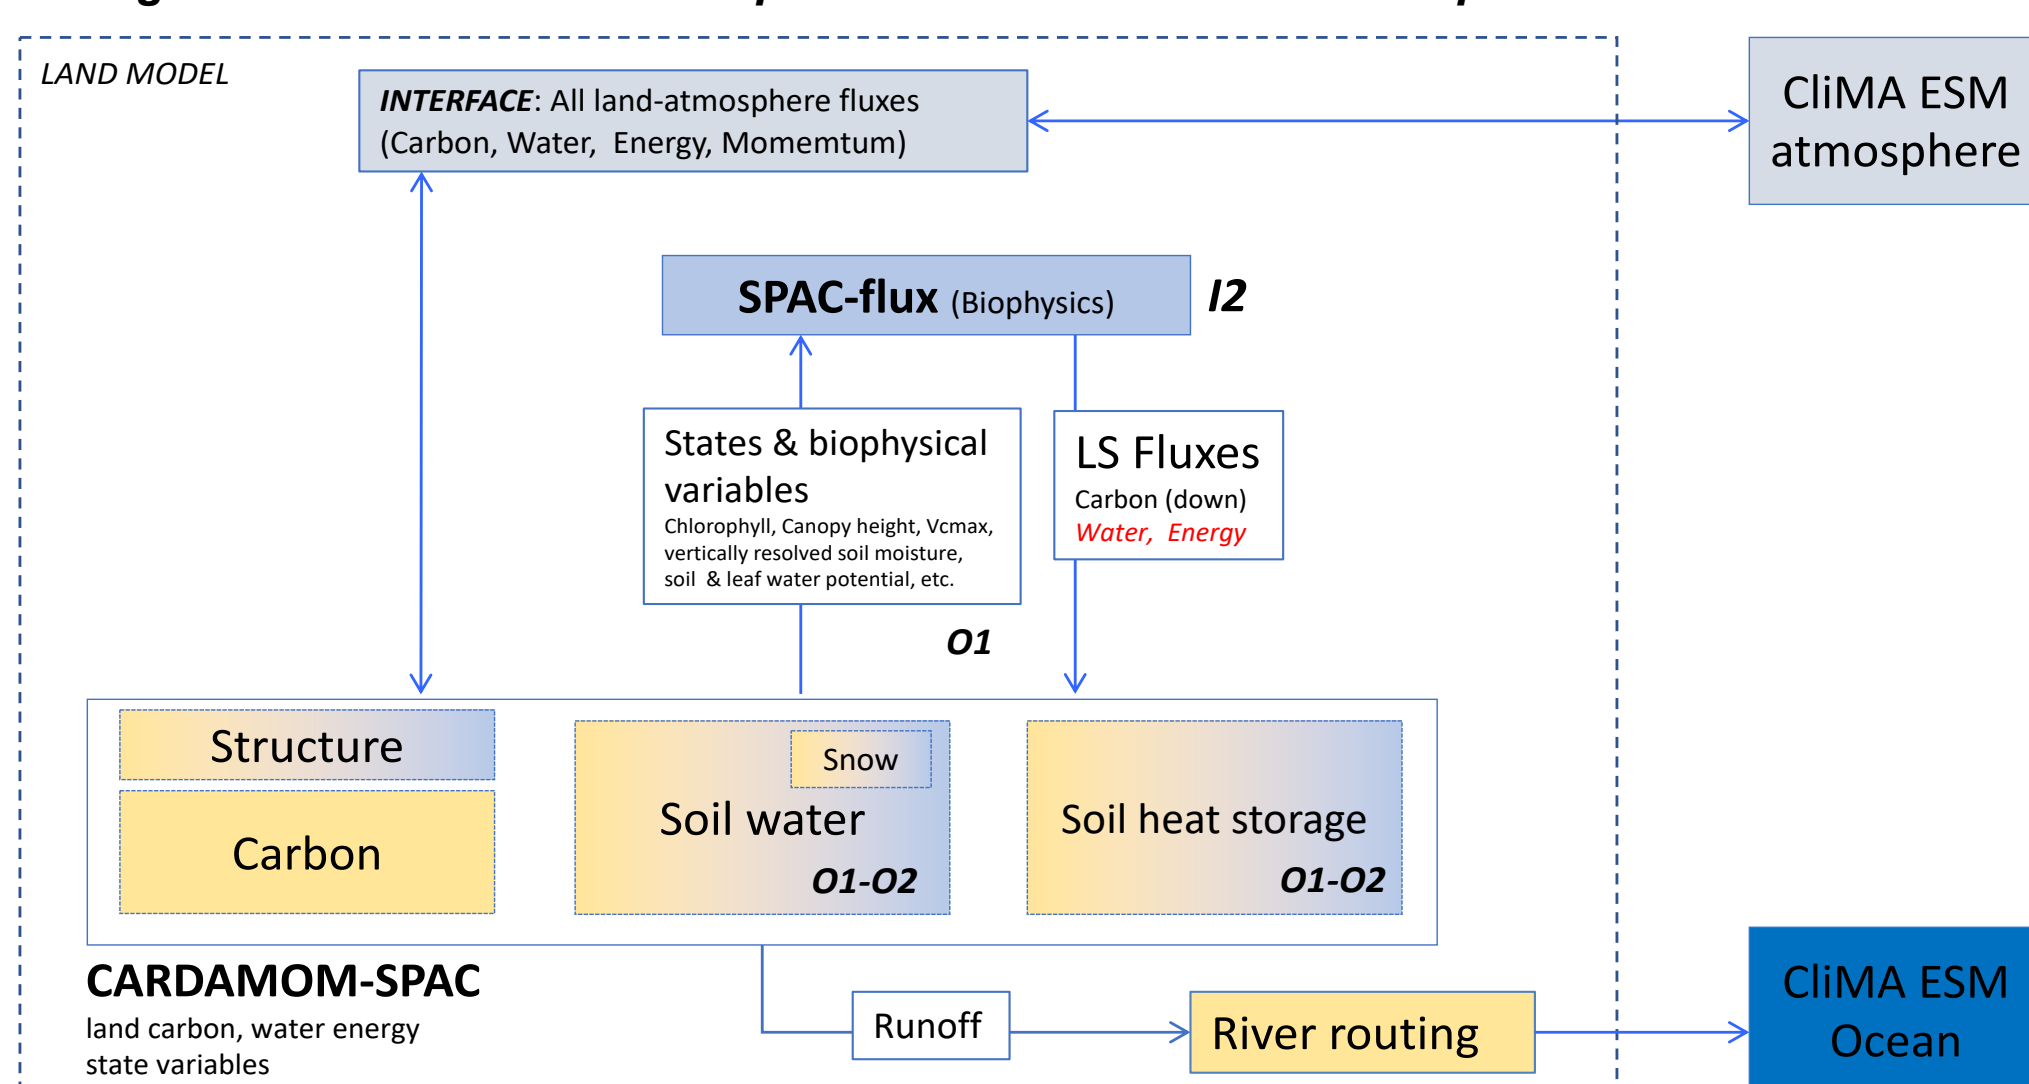 LAND MODEL
INTERFACE: All land-atmosphere fluxes
(Carbon, Water, Energy, Momemtum)
CliMA ESM
atmosphere
SPAC-flux (Biophysics)
I2
States & biophysical
variables
Chlorophyll, Canopy height, Vcmax,
vertically resolved soil moisture,
soil & leaf water potential, etc.
LS Fluxes
Carbon (down)
Water, Energy
O1
Structure
Carbon
Snow
Soil water
O1-O2
Soil heat storage
O1-O2
CARDAMOM-SPAC
land carbon, water energy
state variables
Runoff
River routing
CliMA ESM
Ocean